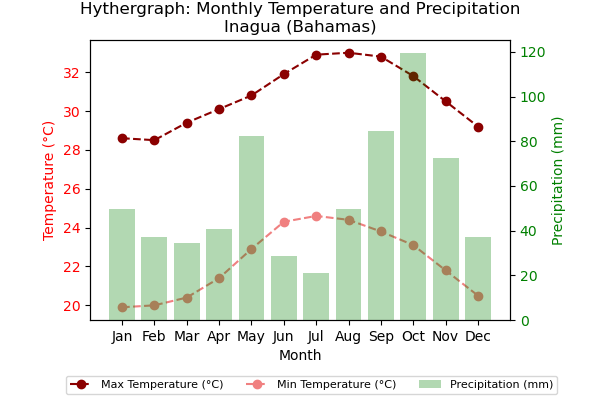 Hythergraph: Monthly Temperature and Precipitation
Inagua (Bahamas)
Temperature (°C)
32
30
28
26
24
22
20
120
100
80
60
40
20
0
Precipitation (mm)
Jan Feb Mar Apr May Jun Jul Aug Sep Oct Nov Dec
Month
Max Temperature (°C) Min Temperature (°C) Precipitation (mm)